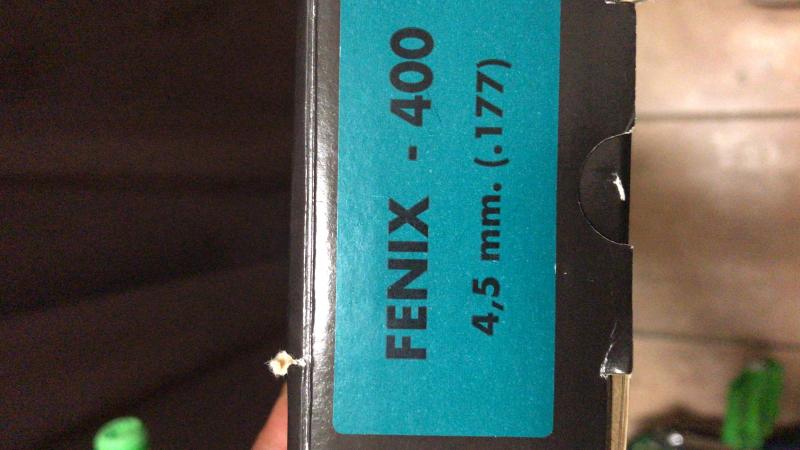 FENIX - 400
4,5 mm. (.177)